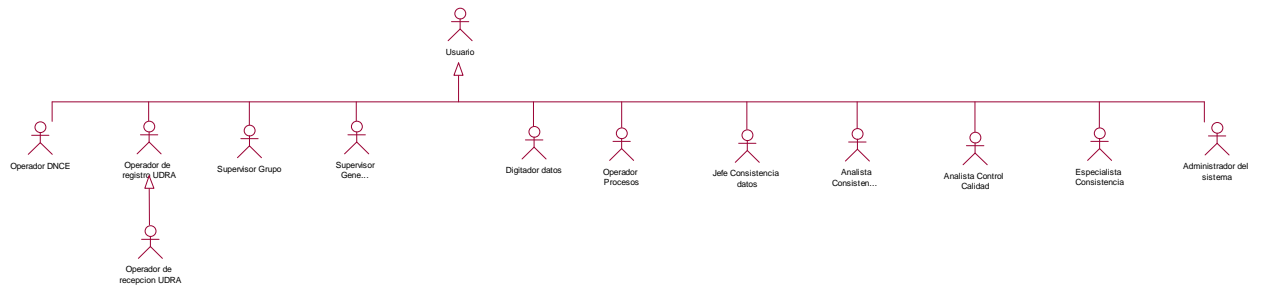 Usuario
Operador DNCE
Operador de
registro UDRA
Supervisor Grupo
Supervisor
Gene...
Digitador datos
Operador
Procesos
Jefe Consistencia
datos
Analista
Consisten...
Analista Control
Calidad
Especialista
Consistencia
Administrador del
sistema
Operador de
recepcion UDRA